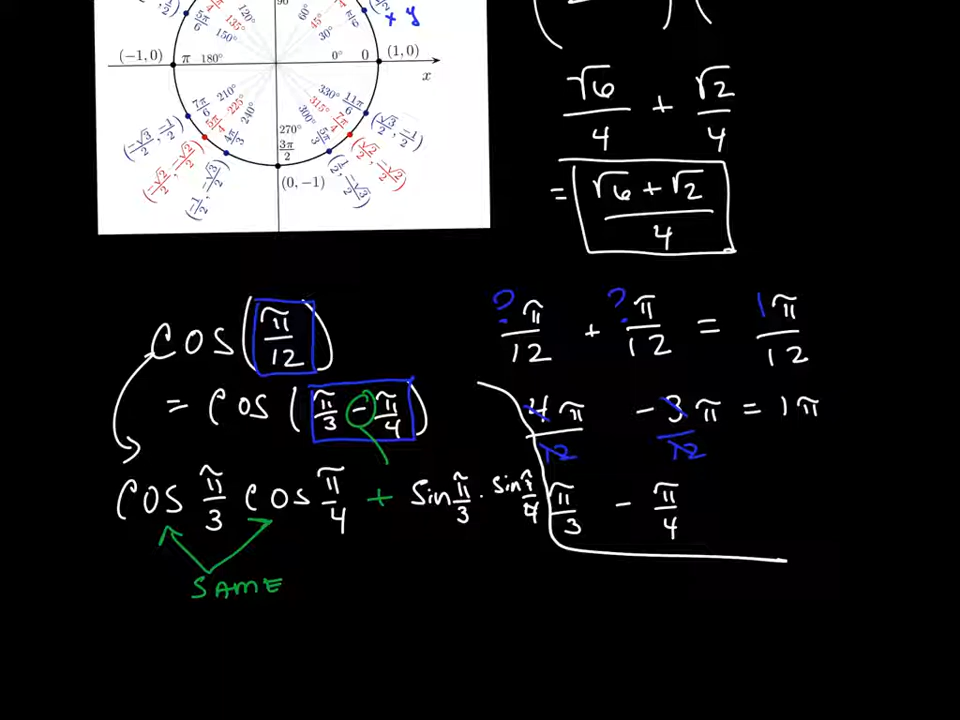 90°
120° 60°
135° 45°
5π/6 150° 30° π/6 x y
(-1, 0) π 180° 0° 0 (1, 0)
x
7π/6 210° 330° 11π/6
5π/4 225° 315° 7π/4
4π/3 240° 300° 5π/3
270°
3π/2
(-√3/2, -1/2) (√3/2, -1/2)
(-√2/2, -√2/2) (√2/2, -√2/2)
(-1/2, -√3/2) (1/2, -√3/2)
(0, -1)
√6/4 + √2/4
= (√6 + √2)/4
cos(π/12)
= cos(π/3 - π/4)
cos π/3 cos π/4 + sin π/3 · sin π/4
SAME
?π/12 + ?π/12 = 1π/12
4π/12 - 3π/12 = 1π
π/3 - π/4